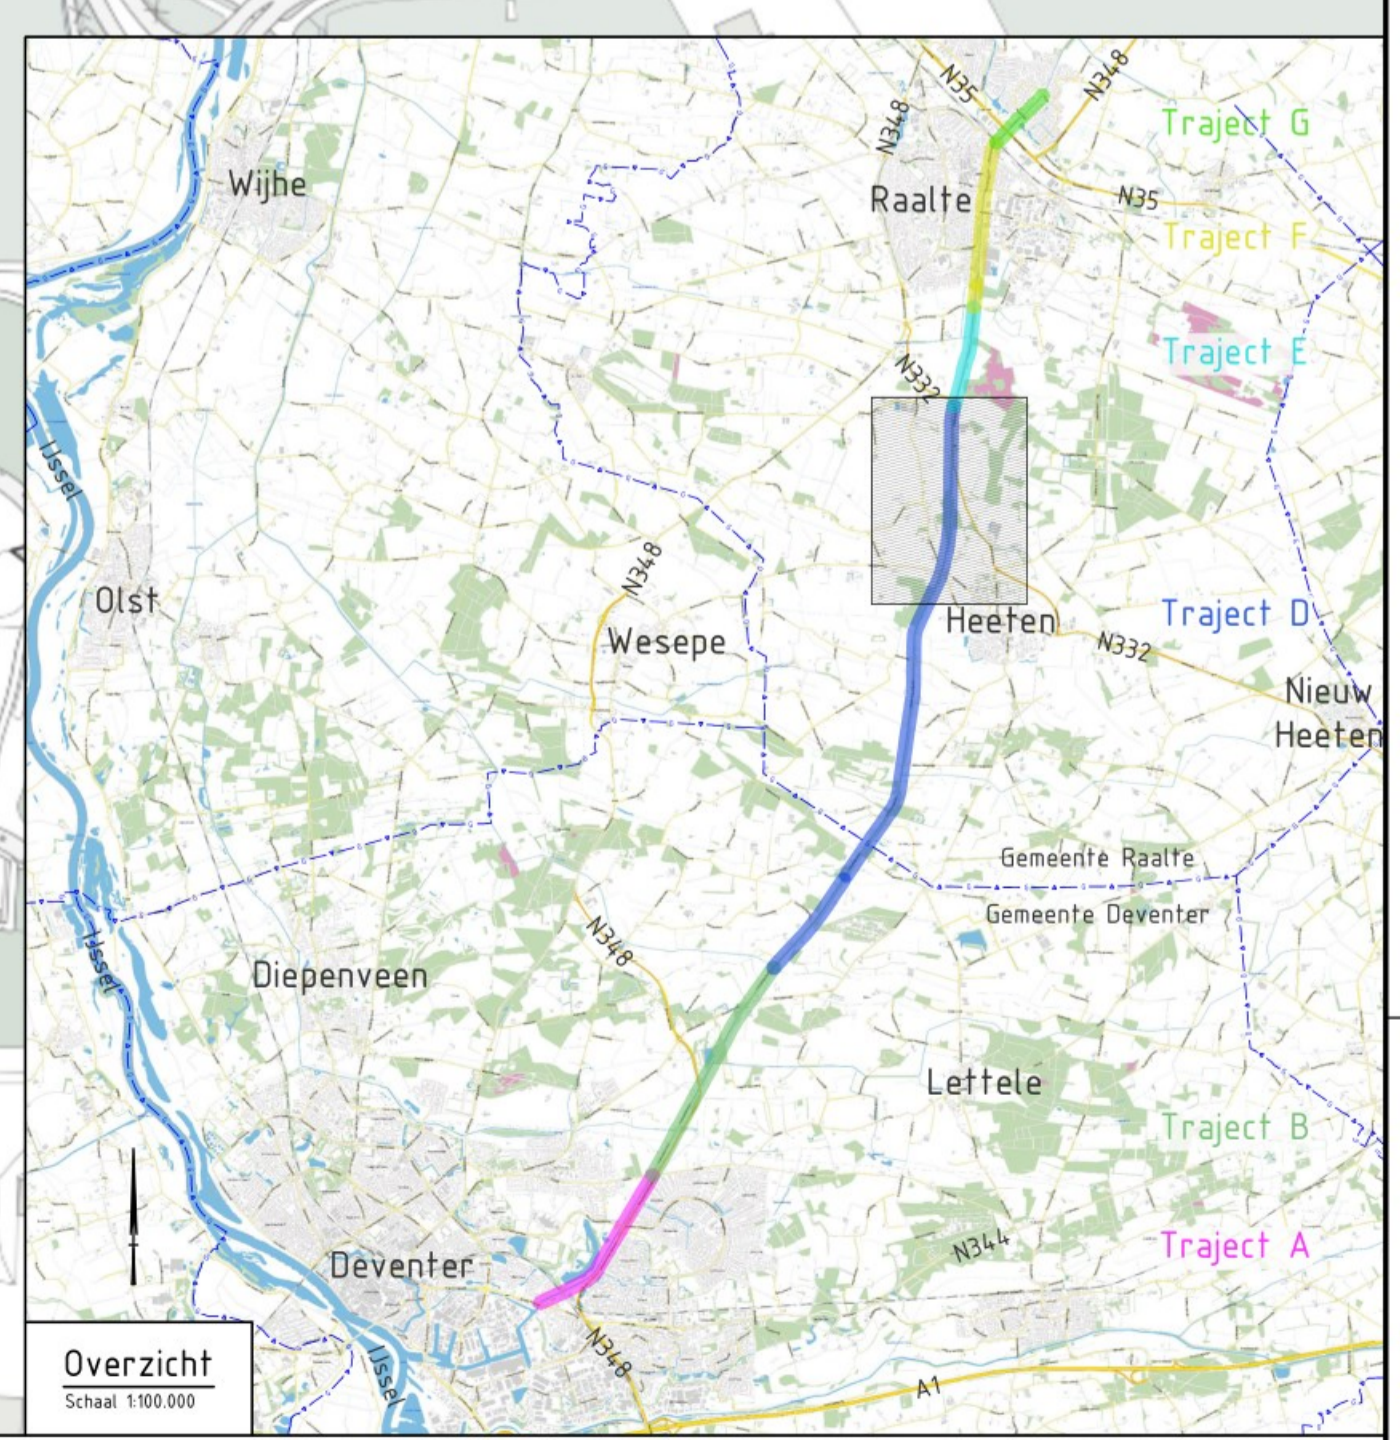 N35
N348
N348
Traject G
Wijhe
Raalte
N35
Traject F
Traject E
N332
IJssel
N348
Olst
Wesepe
Heeten
Traject D
N332
Nieuw
Heeten
Gemeente Raalte
Gemeente Deventer
N348
IJssel
Diepenveen
Lettele
Traject B
N344
Traject A
Deventer
N348
IJssel
A1
Overzicht
Schaal 1:100.000